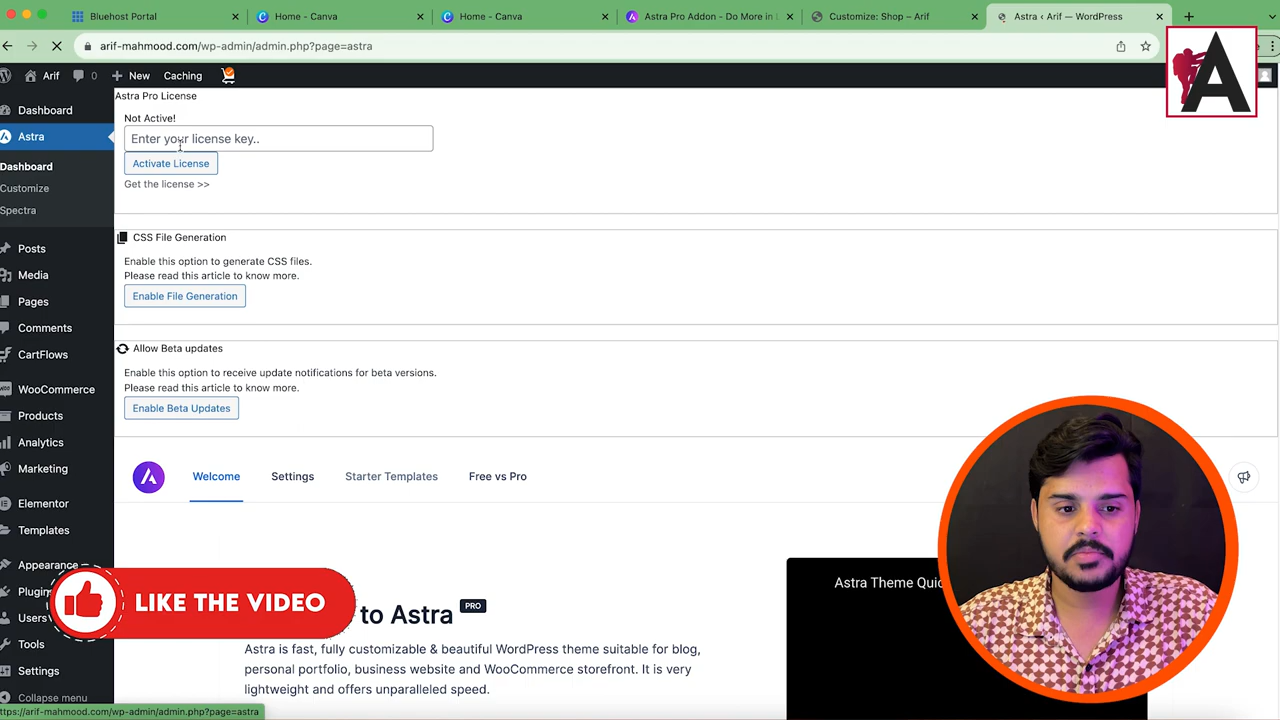 Bluehost Portal
Home - Canva
Home - Canva
Astra Pro Addon - Do More in L
Customize: Shop – Arif
Astra ‹ Arif — WordPress
arif-mahmood.com/wp-admin/admin.php?page=astra
Arif
0
New
Caching
A
Dashboard
Astra
Dashboard
Customize
Spectra
Posts
Media
Pages
Comments
CartFlows
WooCommerce
Products
Analytics
Marketing
Elementor
Templates
Appearance
Plugin
Users
Tools
Settings
Collapse menu
Astra Pro License
Not Active!
Enter your license key..
Activate License
Get the license >>
CSS File Generation
Enable this option to generate CSS files.
Please read this article to know more.
Enable File Generation
Allow Beta updates
Enable this option to receive update notifications for beta versions.
Please read this article to know more.
Enable Beta Updates
Welcome
Settings
Starter Templates
Free vs Pro
LIKE THE VIDEO
to Astra PRO
Astra is fast, fully customizable & beautiful WordPress theme suitable for blog,
personal portfolio, business website and WooCommerce storefront. It is very
lightweight and offers unparalleled speed.
Astra Theme Quic
ttps://arif-mahmood.com/wp-admin/admin.php?page=astra